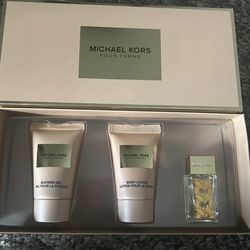 MICHAEL KORS
POUR FEMME
MICHAEL KORS
SHOWER GEL
GEL POUR LA DOUCHE
MICHAEL KORS
BODY LOTION
LOTION POUR LE CORPS